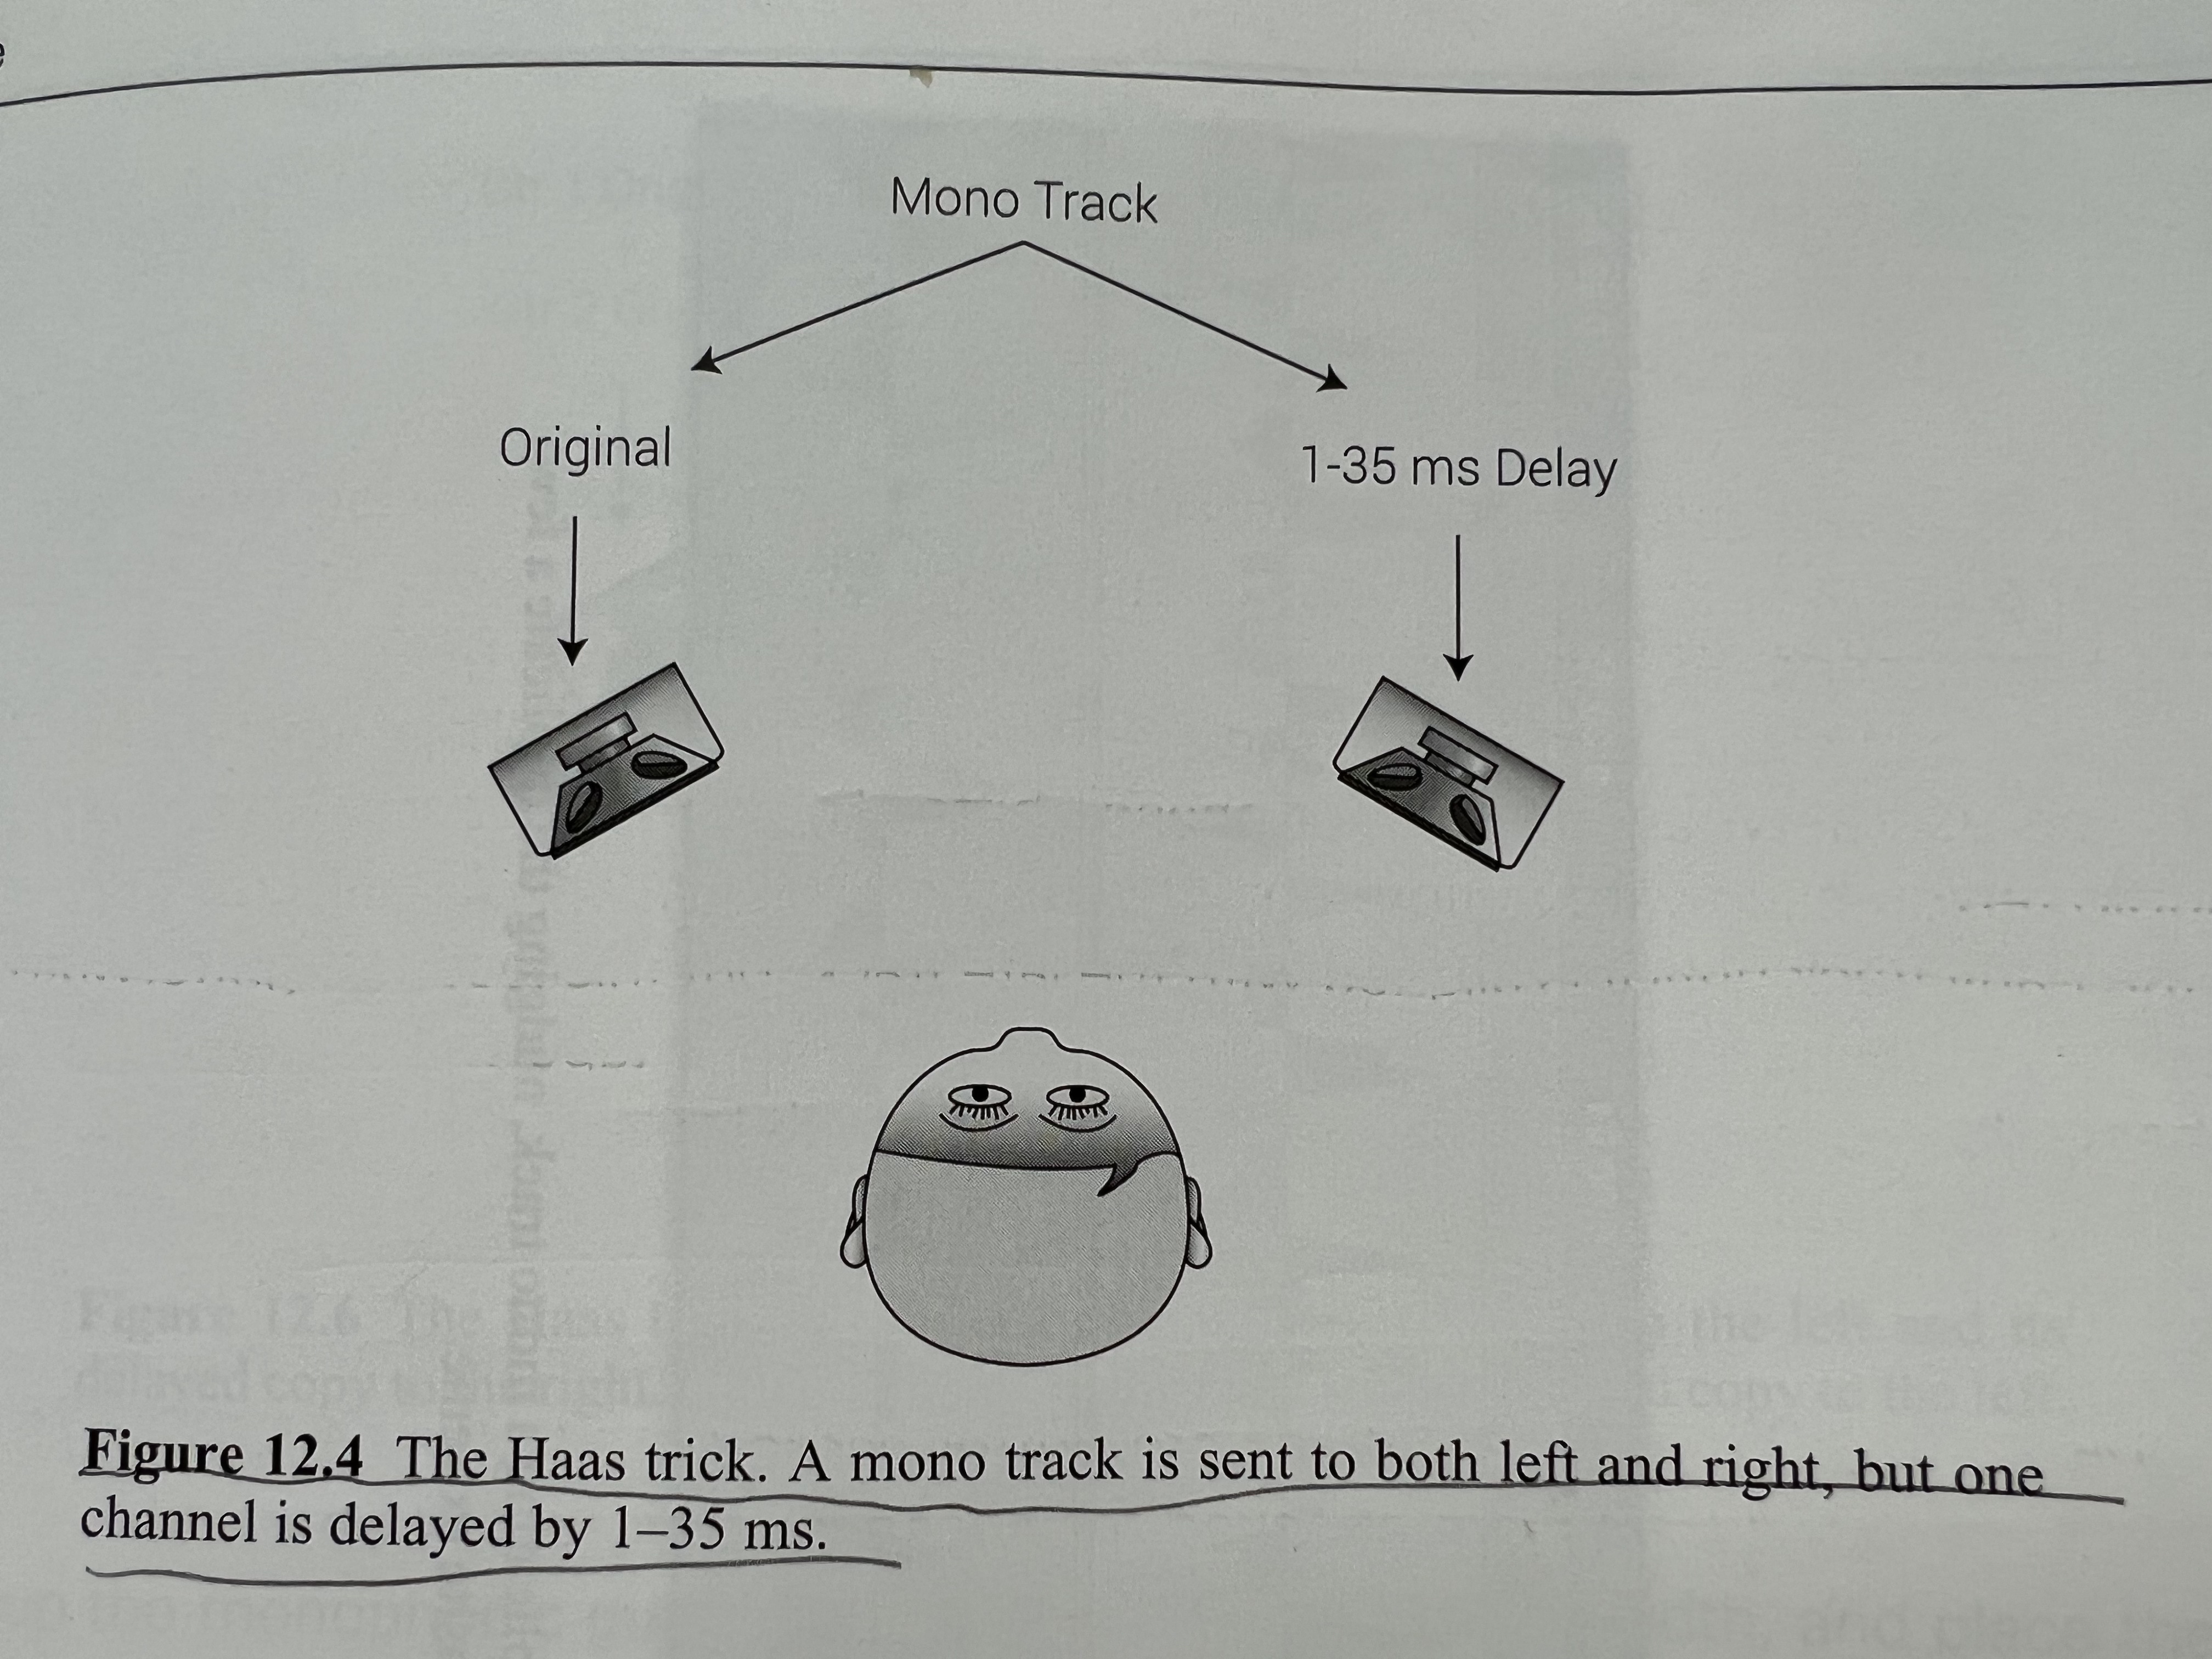 Mono Track
Original
1-35 ms Delay
Figure 12.4 The Haas trick. A mono track is sent to both left and right, but one
channel is delayed by 1–35 ms.